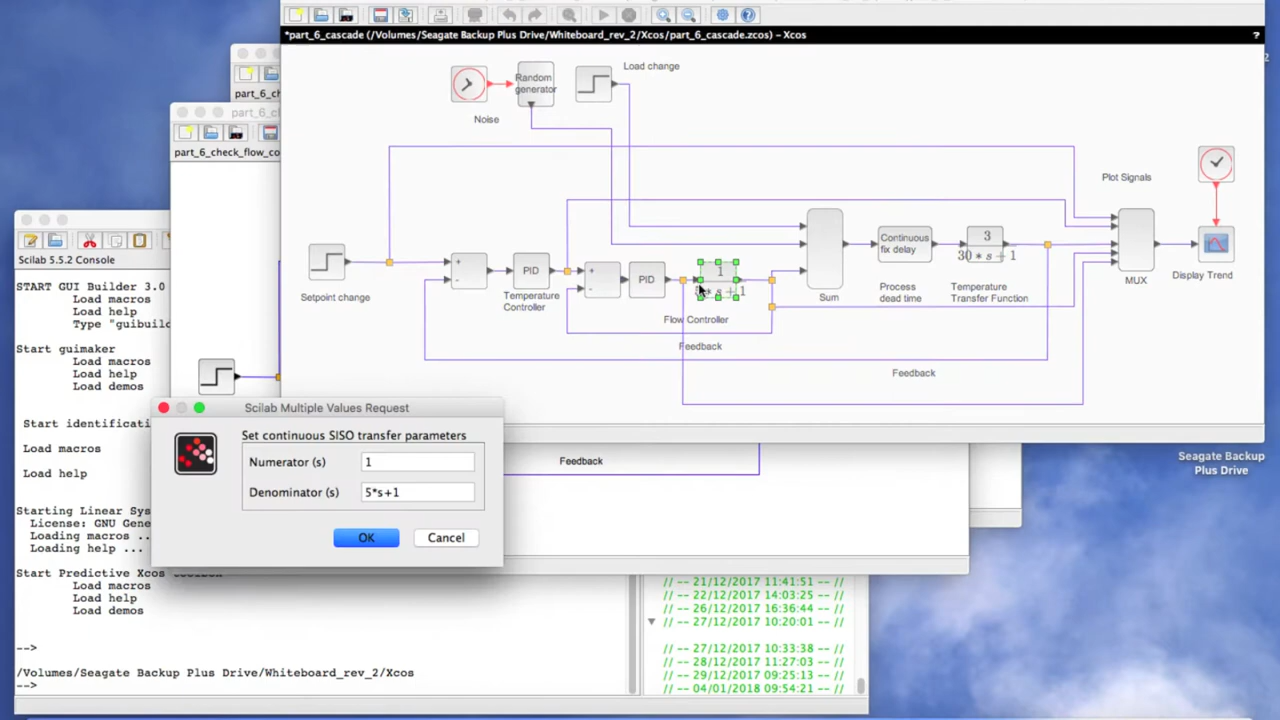 *part_6_cascade (/Volumes/Seagate Backup Plus Drive/Whiteboard_rev_2/Xcos/part_6_cascade.zcos) - Xcos
?
Load change
Random
generator
Noise
part_6_ch
part_6_check_flow_co
Plot Signals
Continuous
fix delay
3
30 * s + 1
+
-
PID
+
-
PID
1
s + 1
Setpoint change
Temperature
Controller
Flow Controller
Sum
Process
dead time
Temperature
Transfer Function
MUX
Display Trend
Feedback
Feedback
Scilab 5.5.2 Console
START GUI Builder 3.0
Load macros
Load help
Type "guibuild
Start guimaker
Load macros
Load help
Load demos
Start identificati
Load macros
Load help
Starting Linear Sys
License: GNU Gene
Loading macros ..
Loading help ...
Start Predictive Xcos
Load macros
Load help
Load demos
-->
/Volumes/Seagate Backup Plus Drive/Whiteboard_rev_2/Xcos
-->
Scilab Multiple Values Request
Set continuous SISO transfer parameters
Numerator (s)
1
Denominator (s)
5*s+1
OK
Cancel
Feedback
Seagate Backup
Plus Drive
// -- 21/12/2017 11:41:51 -- //
// -- 22/12/2017 14:03:25 -- //
// -- 26/12/2017 16:36:44 -- //
// -- 27/12/2017 10:20:01 -- //
// -- 27/12/2017 10:33:38 -- //
// -- 28/12/2017 11:27:03 -- //
// -- 29/12/2017 09:25:13 -- //
// -- 04/01/2018 09:54:21 -- //